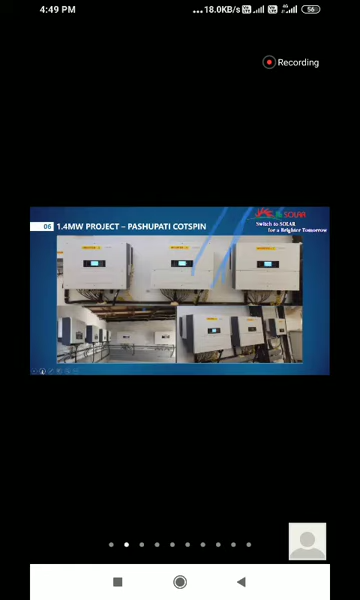 4:49 PM
...18.0KB/s
56
Recording
SOLAR
Switch to SOLAR
for a Brighter Tomorrow
06 1.4MW PROJECT – PASHUPATI COTSPIN